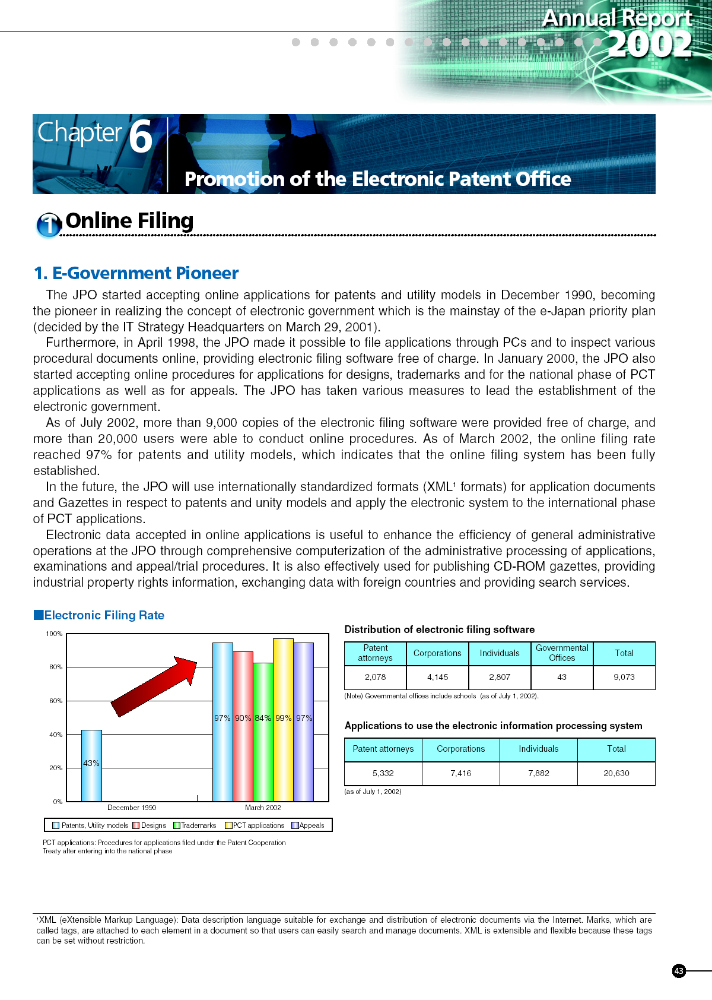 Annual Report
2002
Chapter 6
Promotion of the Electronic Patent Office
1 Online Filing
1. E-Government Pioneer
The JPO started accepting online applications for patents and utility models in December 1990, becoming
the pioneer in realizing the concept of electronic government which is the mainstay of the e-Japan priority plan
(decided by the IT Strategy Headquarters on March 29, 2001).
Furthermore, in April 1998, the JPO made it possible to file applications through PCs and to inspect various
procedural documents online, providing electronic filing software free of charge. In January 2000, the JPO also
started accepting online procedures for applications for designs, trademarks and for the national phase of PCT
applications as well as for appeals. The JPO has taken various measures to lead the establishment of the
electronic government.
As of July 2002, more than 9,000 copies of the electronic filing software were provided free of charge, and
more than 20,000 users were able to conduct online procedures. As of March 2002, the online filing rate
reached 97% for patents and utility models, which indicates that the online filing system has been fully
established.
In the future, the JPO will use internationally standardized formats (XML¹ formats) for application documents
and Gazettes in respect to patents and unity models and apply the electronic system to the international phase
of PCT applications.
Electronic data accepted in online applications is useful to enhance the efficiency of general administrative
operations at the JPO through comprehensive computerization of the administrative processing of applications,
examinations and appeal/trial procedures. It is also effectively used for publishing CD-ROM gazettes, providing
industrial property rights information, exchanging data with foreign countries and providing search services.
■Electronic Filing Rate
100%
80%
60%
40%
20%
0%
43%
97% 90% 84% 99% 97%
December 1990 March 2002
Patents, Utility models Designs Trademarks PCT applications Appeals
PCT applications: Procedures for applications filed under the Patent Cooperation
Treaty after entering into the national phase
Distribution of electronic filing software
Patent attorneys Corporations Individuals Governmental Offices Total
2,078 4,145 2,807 43 9,073
(Note) Governmental offices include schools (as of July 1, 2002).
Applications to use the electronic information processing system
Patent attorneys Corporations Individuals Total
5,332 7,416 7,882 20,630
(as of July 1, 2002)
¹XML (eXtensible Markup Language): Data description language suitable for exchange and distribution of electronic documents via the Internet. Marks, which are
called tags, are attached to each element in a document so that users can easily search and manage documents. XML is extensible and flexible because these tags
can be set without restriction.
43